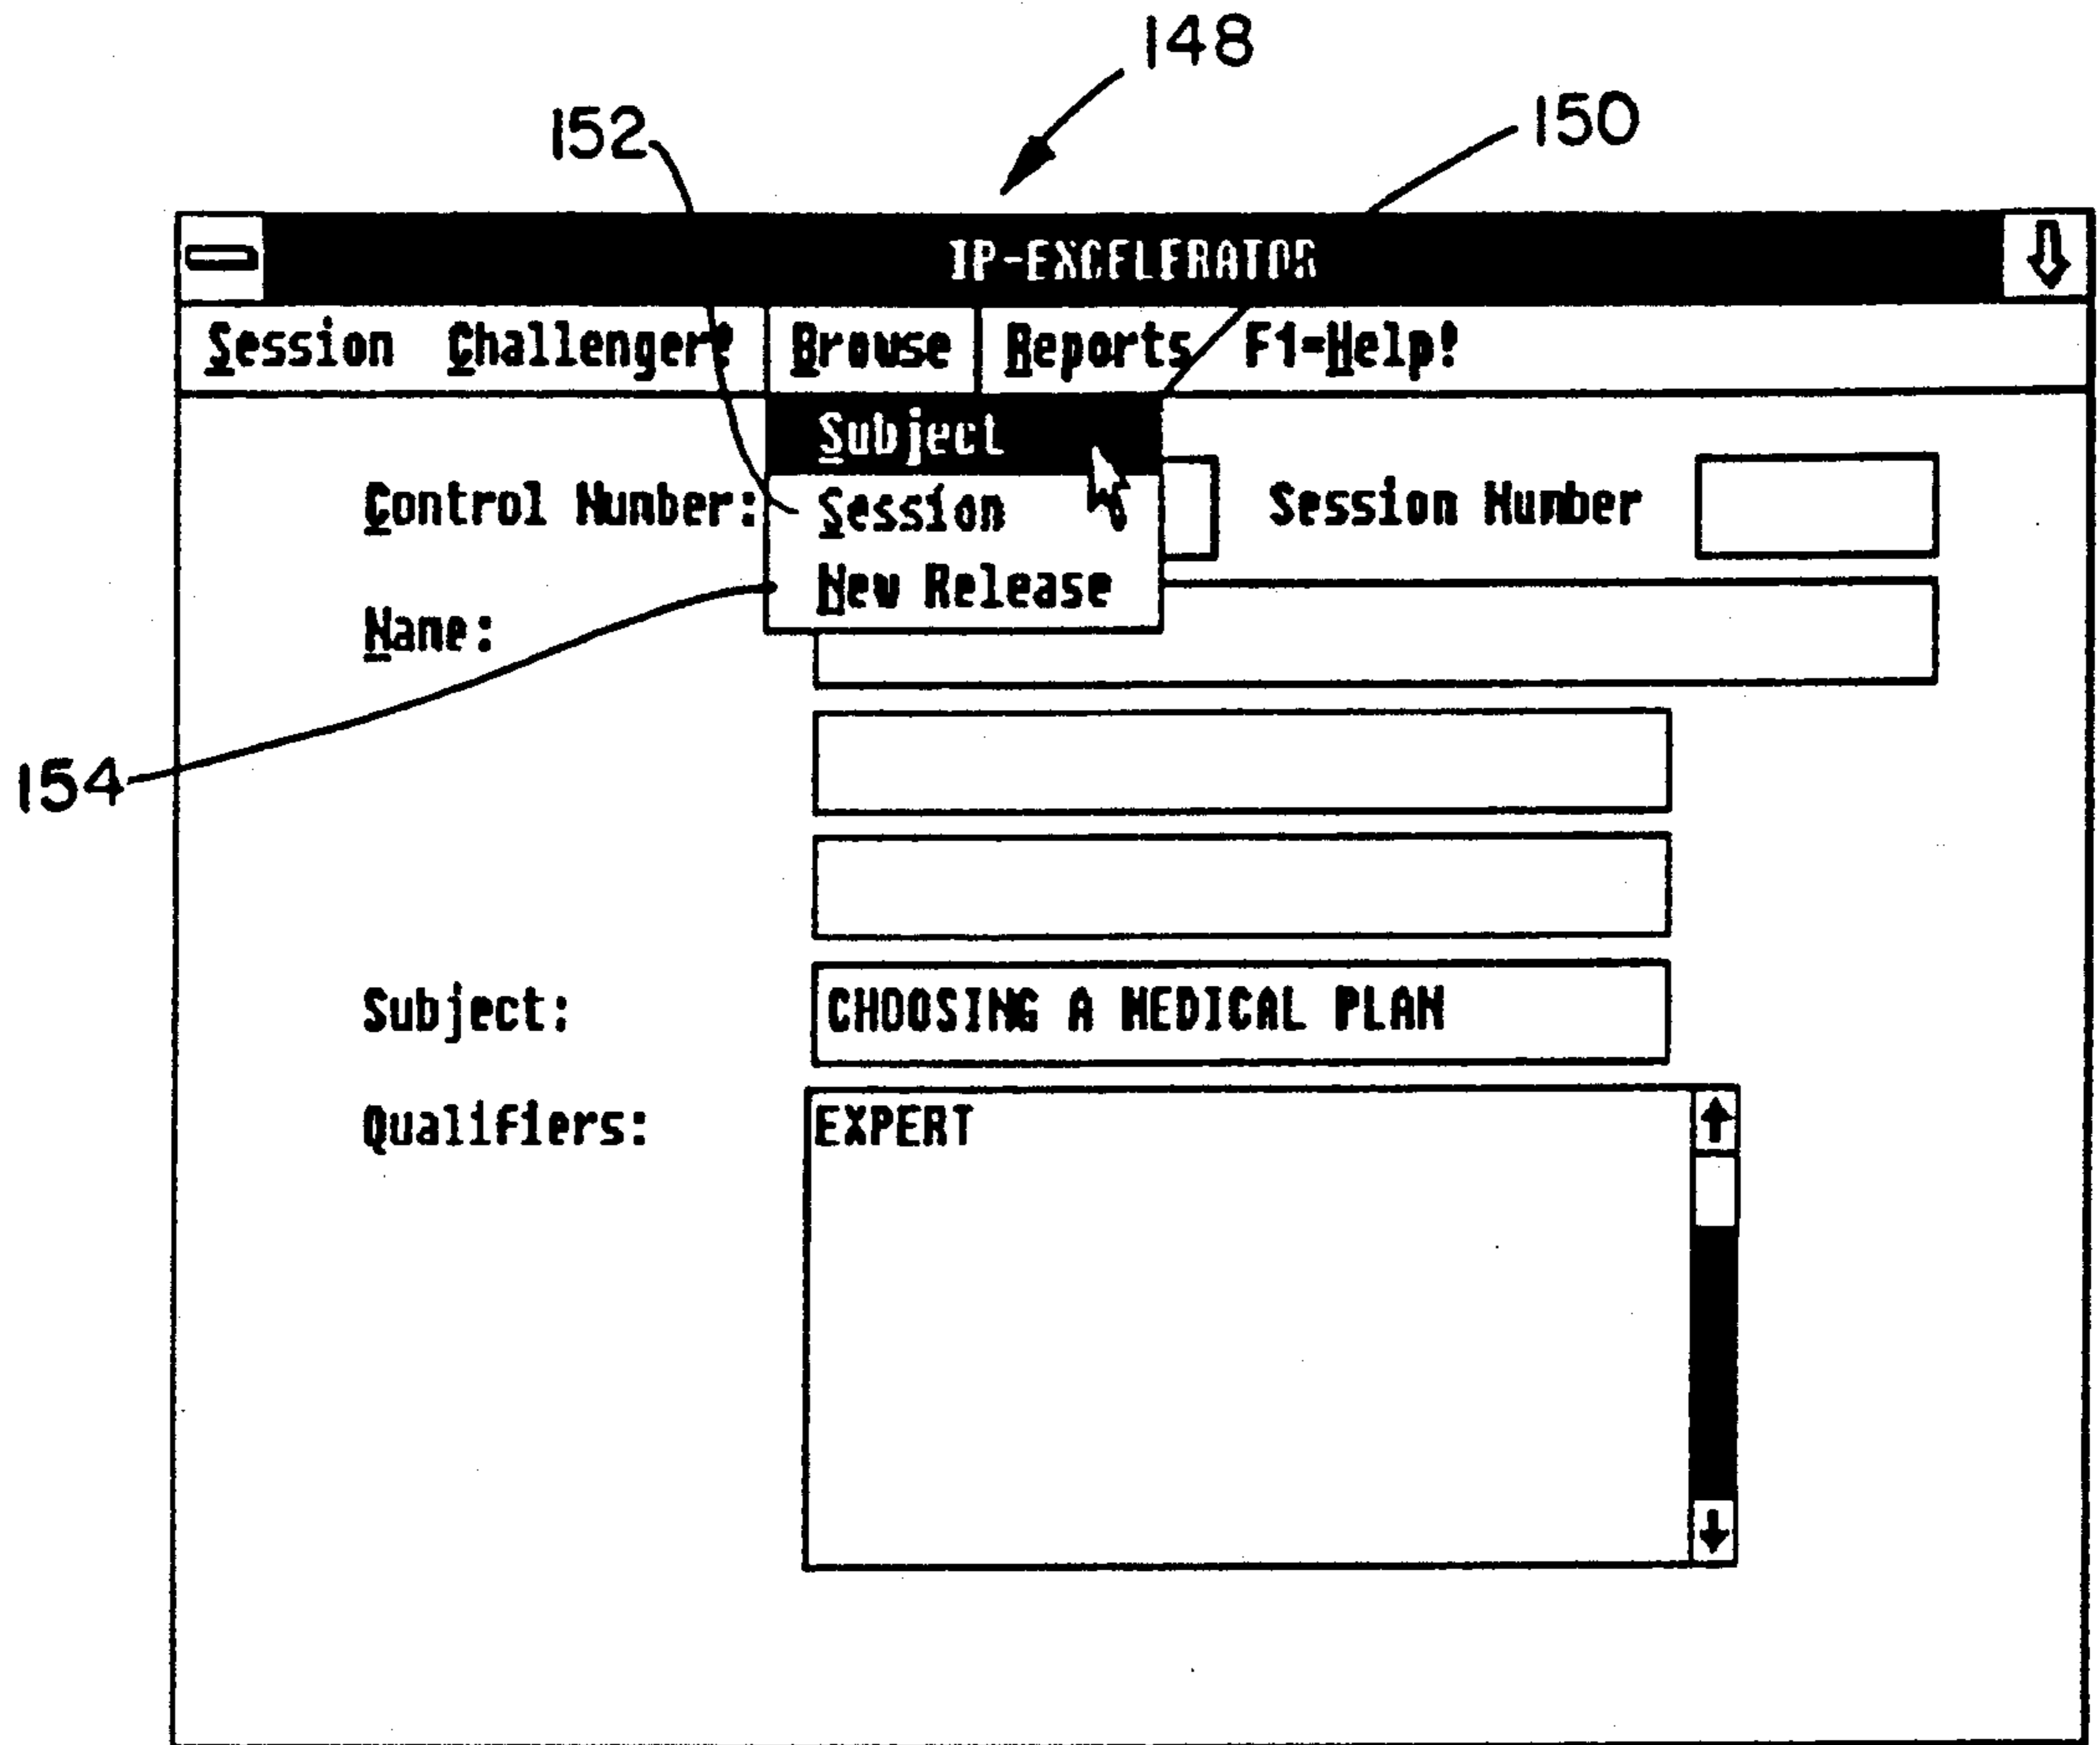 148
152
150
IP-EXCELERATOR
Session Challenger! Browse Reports F1=Help!
Subject
Control Number: Session Session Number
New Release
Name:
154
Subject: CHOOSING A MEDICAL PLAN
Qualifiers: EXPERT